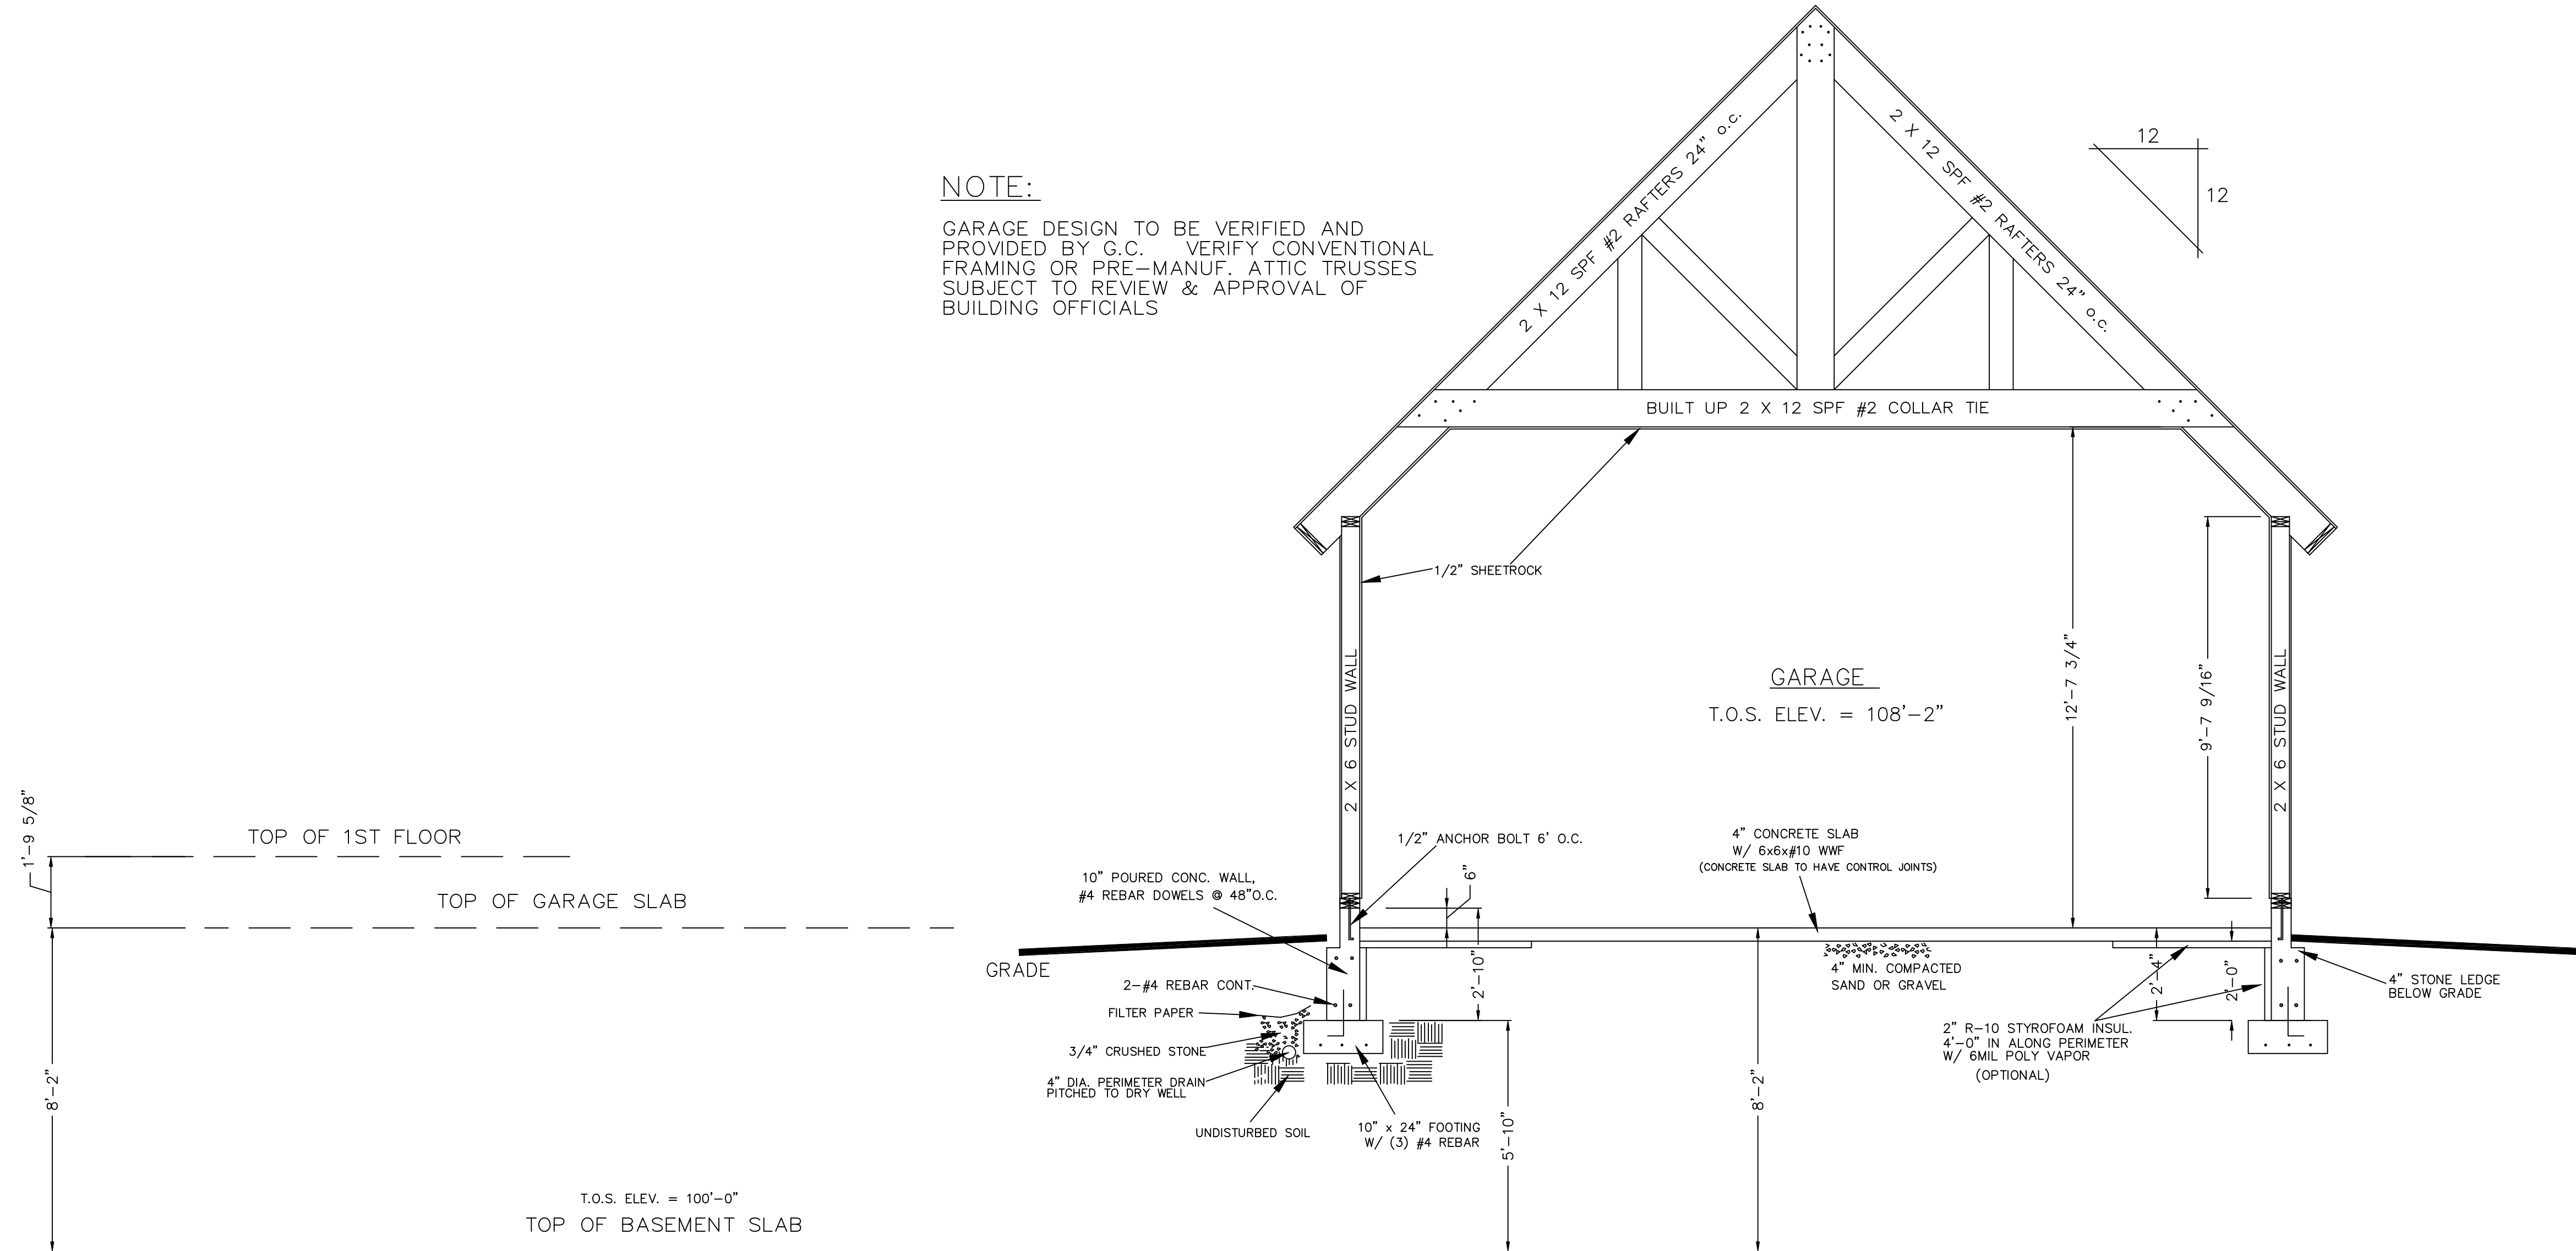 NOTE:
GARAGE DESIGN TO BE VERIFIED AND
PROVIDED BY G.C. VERIFY CONVENTIONAL
FRAMING OR PRE-MANUF. ATTIC TRUSSES
SUBJECT TO REVIEW & APPROVAL OF
BUILDING OFFICIALS
2 X 12 SPF #2 RAFTERS 24" o.c.
2 X 12 SPF #2 RAFTERS 24" o.c.
12
12
BUILT UP 2 X 12 SPF #2 COLLAR TIE
1/2" SHEETROCK
2 X 6 STUD WALL
GARAGE
T.O.S. ELEV. = 108'-2"
12'-7 3/4"
9'-7 9/16"
2 X 6 STUD WALL
1'-9 5/8"
TOP OF 1ST FLOOR
TOP OF GARAGE SLAB
8'-2"
T.O.S. ELEV. = 100'-0"
TOP OF BASEMENT SLAB
GRADE
10" POURED CONC. WALL,
#4 REBAR DOWELS @ 48"O.C.
1/2" ANCHOR BOLT 6' O.C.
6"
4" CONCRETE SLAB
W/ 6x6x#10 WWF
(CONCRETE SLAB TO HAVE CONTROL JOINTS)
2-#4 REBAR CONT.
FILTER PAPER
3/4" CRUSHED STONE
4" DIA. PERIMETER DRAIN
PITCHED TO DRY WELL
UNDISTURBED SOIL
10" x 24" FOOTING
W/ (3) #4 REBAR
2'-10"
5'-10"
8'-2"
4" MIN. COMPACTED
SAND OR GRAVEL
2'-4"
2'-0"
2" R-10 STYROFOAM INSUL.
4'-0" IN ALONG PERIMETER
W/ 6MIL POLY VAPOR
(OPTIONAL)
4" STONE LEDGE
BELOW GRADE